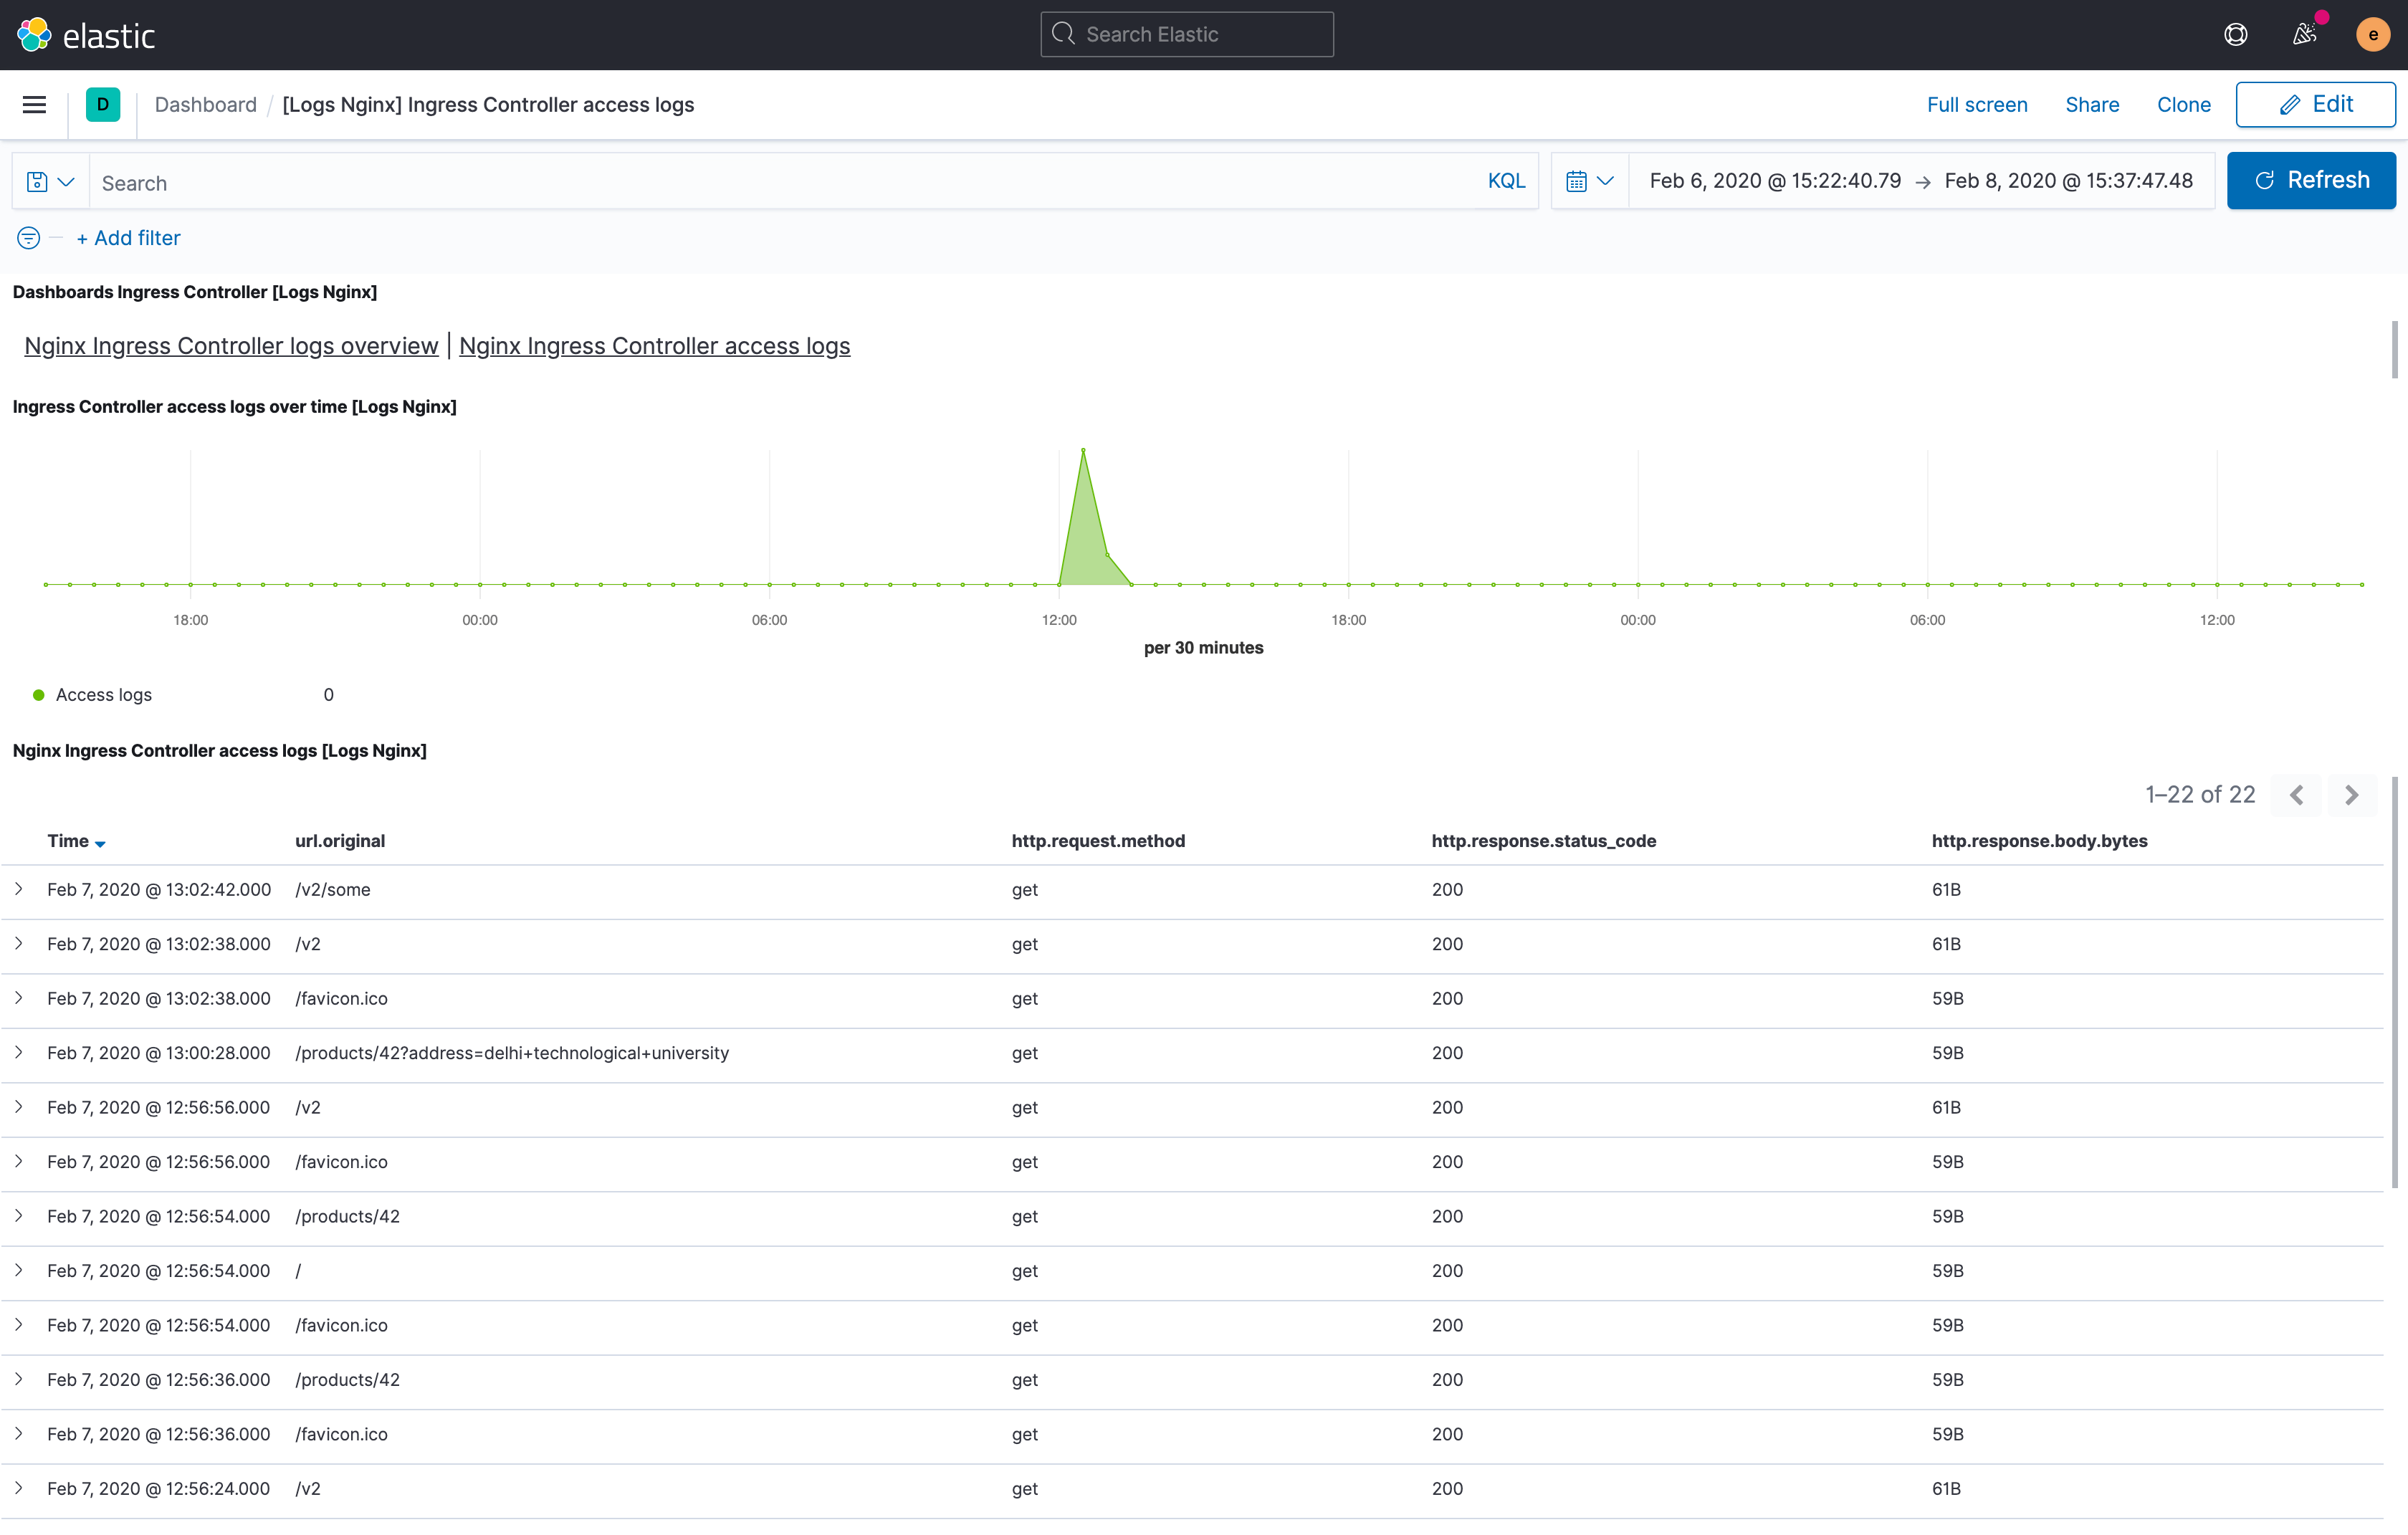 elastic
Search Elastic
e
D Dashboard / [Logs Nginx] Ingress Controller access logs Full screen Share Clone Edit
Search KQL Feb 6, 2020 @ 15:22:40.79 → Feb 8, 2020 @ 15:37:47.48 Refresh
+ Add filter
Dashboards Ingress Controller [Logs Nginx]
Nginx Ingress Controller logs overview | Nginx Ingress Controller access logs
Ingress Controller access logs over time [Logs Nginx]
18:00 00:00 06:00 12:00 18:00 00:00 06:00 12:00
per 30 minutes
Access logs 0
Nginx Ingress Controller access logs [Logs Nginx]
1–22 of 22
Time url.original http.request.method http.response.status_code http.response.body.bytes
Feb 7, 2020 @ 13:02:42.000 /v2/some get 200 61B
Feb 7, 2020 @ 13:02:38.000 /v2 get 200 61B
Feb 7, 2020 @ 13:02:38.000 /favicon.ico get 200 59B
Feb 7, 2020 @ 13:00:28.000 /products/42?address=delhi+technological+university get 200 59B
Feb 7, 2020 @ 12:56:56.000 /v2 get 200 61B
Feb 7, 2020 @ 12:56:56.000 /favicon.ico get 200 59B
Feb 7, 2020 @ 12:56:54.000 /products/42 get 200 59B
Feb 7, 2020 @ 12:56:54.000 / get 200 59B
Feb 7, 2020 @ 12:56:54.000 /favicon.ico get 200 59B
Feb 7, 2020 @ 12:56:36.000 /products/42 get 200 59B
Feb 7, 2020 @ 12:56:36.000 /favicon.ico get 200 59B
Feb 7, 2020 @ 12:56:24.000 /v2 get 200 61B